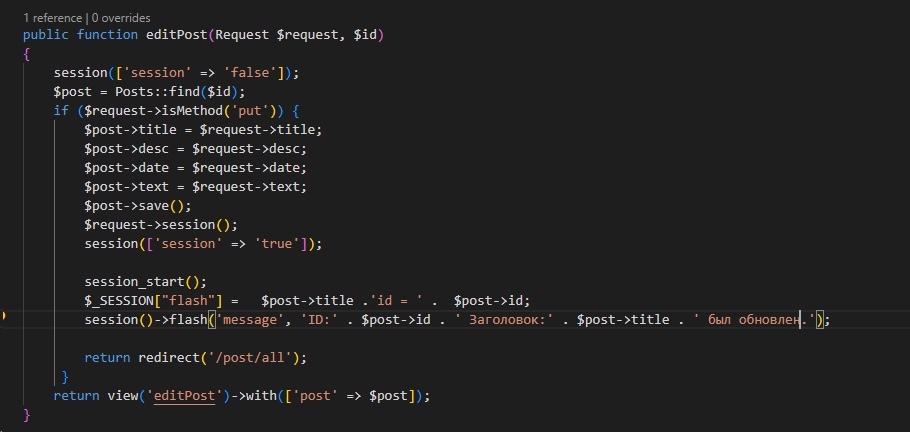 1 reference | 0 overrides
public function editPost(Request $request, $id)
{
session(['session' => 'false']);
$post = Posts::find($id);
if ($request->isMethod('put')) {
$post->title = $request->title;
$post->desc = $request->desc;
$post->date = $request->date;
$post->text = $request->text;
$post->save();
$request->session();
session(['session' => 'true']);
session_start();
$_SESSION["flash"] =   $post->title .'id = ' .  $post->id;
session()->flash('message', 'ID:' . $post->id . ' Заголовок:' . $post->title . ' был обновлен.');
return redirect('/post/all');
}
return view('editPost')->with(['post' => $post]);
}